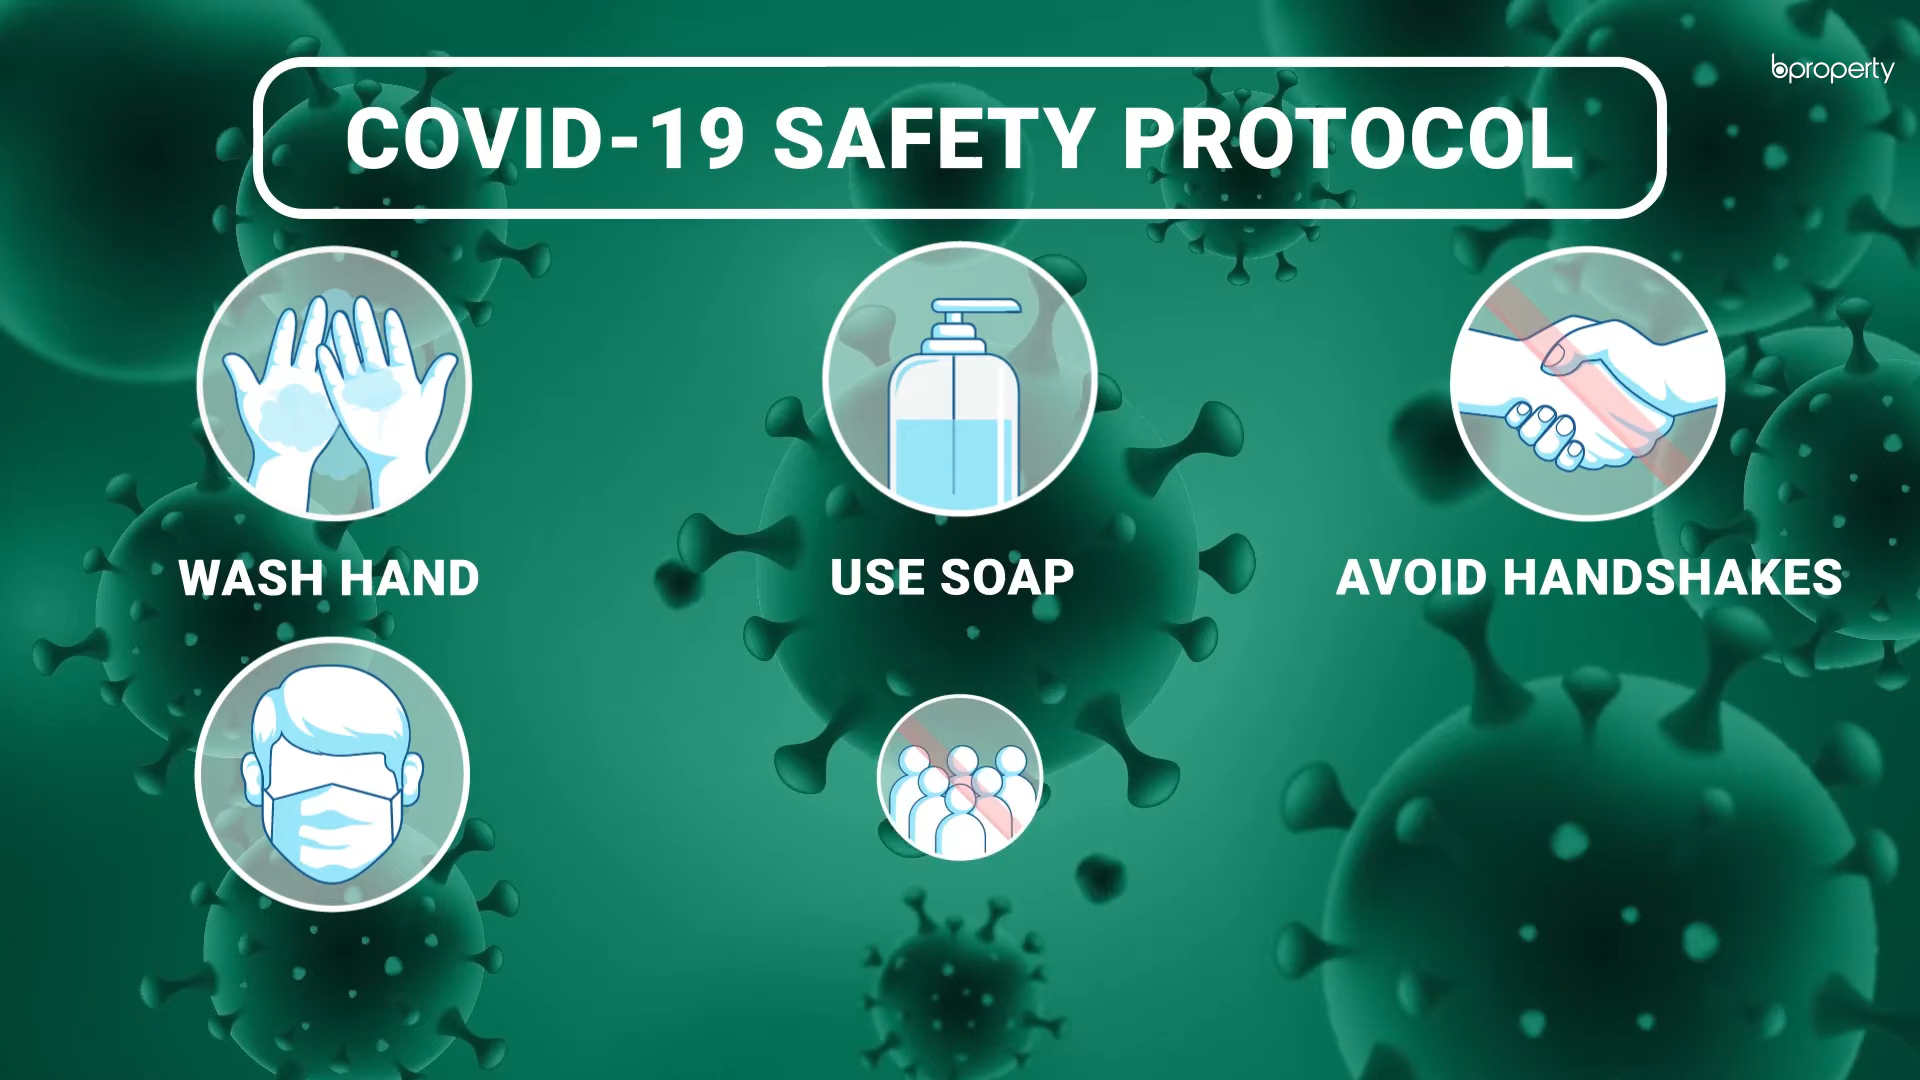 bproperty
COVID-19 SAFETY PROTOCOL
WASH HAND
USE SOAP
AVOID HANDSHAKES